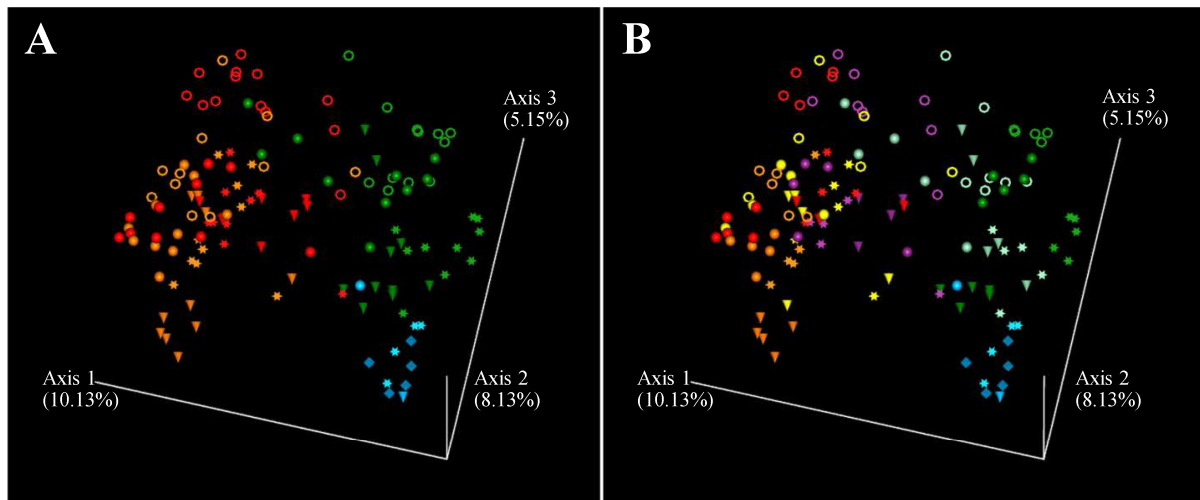 A
Axis 3
(5.15%)
Axis 1
(10.13%)
Axis 2
(8.13%)
B
Axis 3
(5.15%)
Axis 1
(10.13%)
Axis 2
(8.13%)